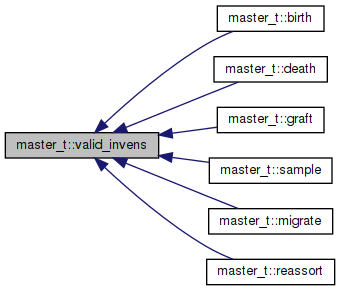 master_t::birth
master_t::death
master_t::graft
master_t::valid_invens
master_t::sample
master_t::migrate
master_t::reassort